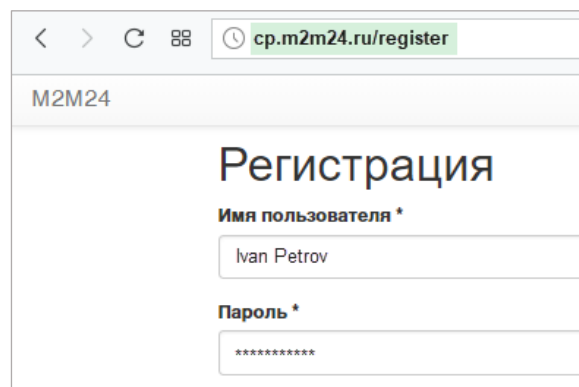 cp.m2m24.ru/register
M2M24
Регистрация
Имя пользователя *
Ivan Petrov
Пароль *
***********